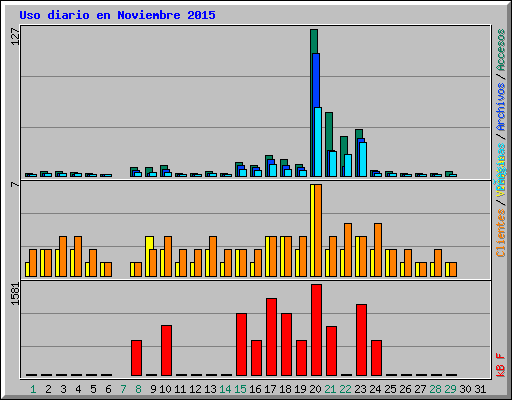 Uso diario en Noviembre 2015
127
7
1581
Accesos
/ Archivos /
Clientes /
kB F
1 2 3 4 5 6 7 8 9 10 11 12 13 14 15 16 17 18 19 20 21 22 23 24 25 26 27 28 29 30 31